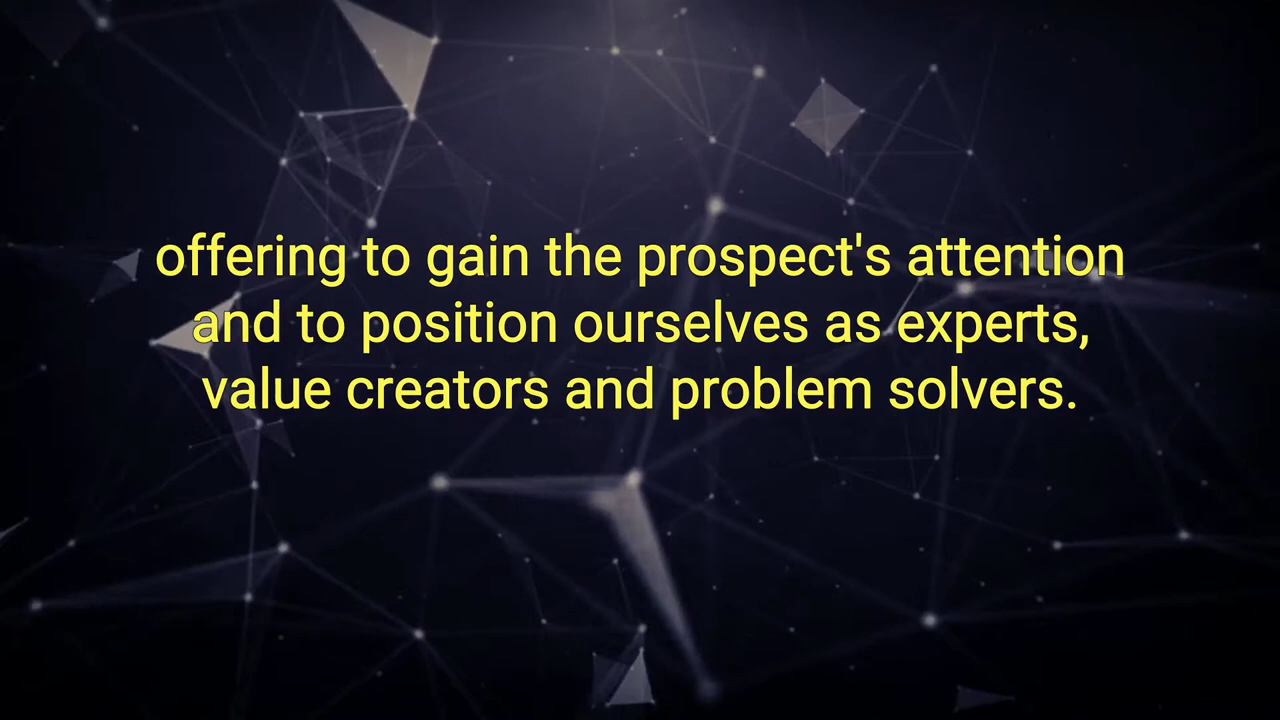 offering to gain the prospect's attention
and to position ourselves as experts,
value creators and problem solvers.